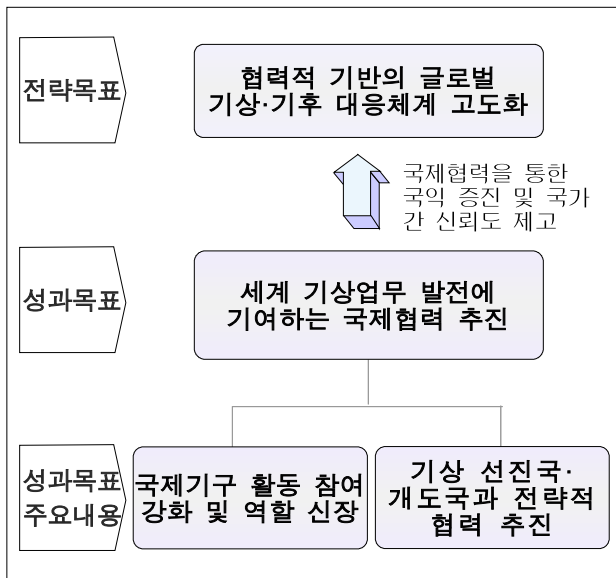 전략목표
협력적 기반의 글로벌
기상·기후 대응체계 고도화
국제협력을 통한
국익 증진 및 국가
간 신뢰도 제고
성과목표
세계 기상업무 발전에
기여하는 국제협력 추진
성과목표
주요내용
국제기구 활동 참여
강화 및 역할 신장
기상 선진국·
개도국과 전략적
협력 추진